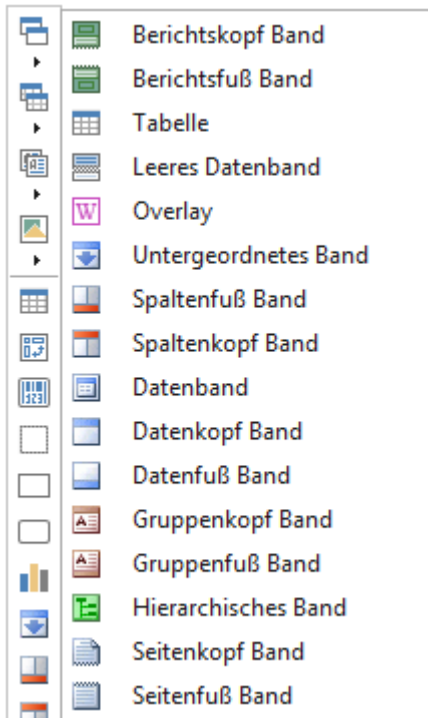 Berichtskopf Band
Berichtsfuß Band
Tabelle
Leeres Datenband
Overlay
Untergeordnetes Band
Spaltenfuß Band
Spaltenkopf Band
Datenband
Datenkopf Band
Datenfuß Band
Gruppenkopf Band
Gruppenfuß Band
Hierarchisches Band
Seitenkopf Band
Seitenfuß Band